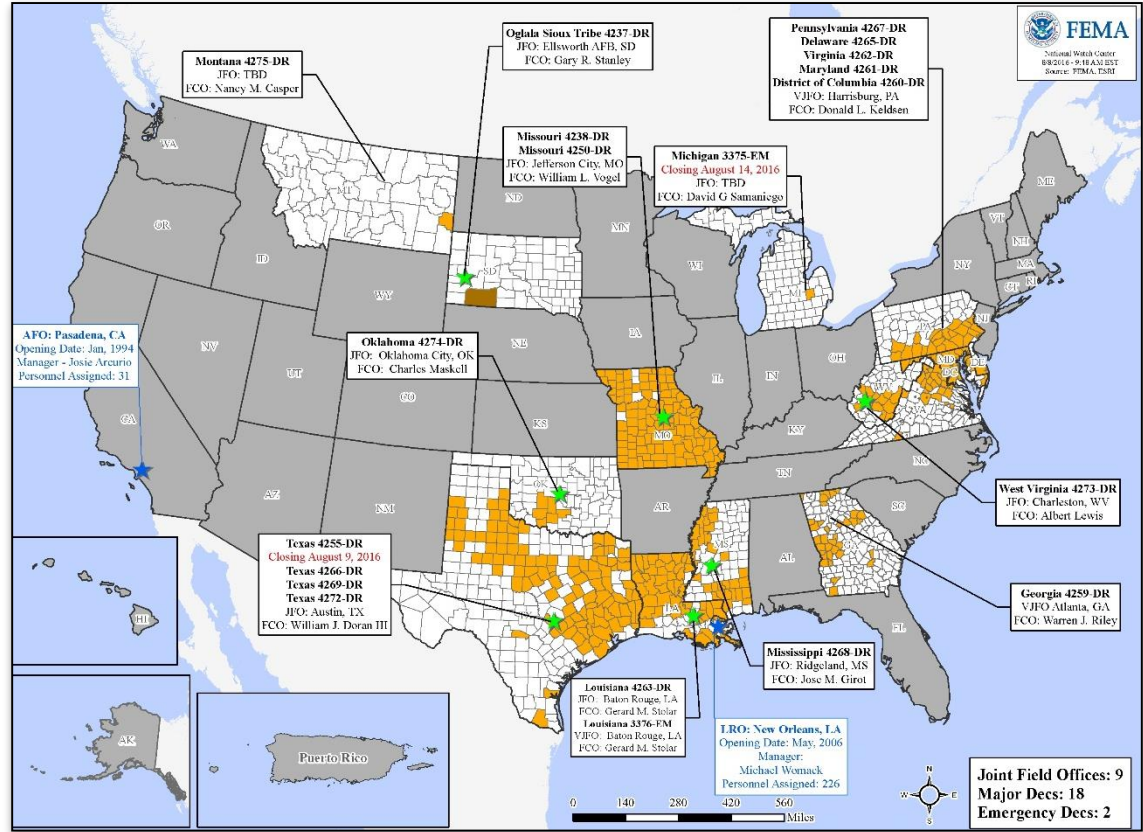 Oglala Sioux Tribe 4237-DR
JFO: Ellsworth AFB, SD
FCO: Gary R. Stanley
Pennsylvania 4267-DR
Delaware 4265-DR
Virginia 4262-DR
Maryland 4261-DR
District of Columbia 4260-DR
VJFO: Harrisburg, PA
FCO: Donald L. Keldsen
FEMA
National Watch Center
8/8/2016 - 9:48 AM EST
Source: FEMA, ESRI
Montana 4275-DR
JFO: TBD
FCO: Nancy M. Casper
Missouri 4238-DR
Missouri 4250-DR
JFO: Jefferson City, MO
FCO: William L. Vogel
Michigan 3375-EM
Closing August 14, 2016
JFO: TBD
FCO: David G Samaniego
WA
MT
ND
MN
ME
OR
ID
SD
WI
MI
VT
NH
NY
MA
CT
RI
WY
IA
PA
NJ
AFO: Pasadena, CA
Opening Date: Jan, 1994
Manager - Josie Arcurio
Personnel Assigned: 31
NV
UT
NE
Oklahoma 4274-DR
JFO: Oklahoma City, OK
FCO: Charles Maskell
IL
IN
OH
MD
DE
DC
WV
VA
CA
CO
KS
MO
KY
AZ
NM
OK
AR
TN
NC
SC
West Virginia 4273-DR
JFO: Charleston, WV
FCO: Albert Lewis
Texas 4255-DR
Closing August 9, 2016
Texas 4266-DR
Texas 4269-DR
Texas 4272-DR
JFO: Austin, TX
FCO: William J. Doran III
MS
AL
GA
LA
FL
Georgia 4259-DR
VJFO Atlanta, GA
FCO: Warren J. Riley
HI
Mississippi 4268-DR
JFO: Ridgeland, MS
FCO: Jose M. Girot
Louisiana 4263-DR
JFO: Baton Rouge, LA
FCO: Gerard M. Stolar
Louisiana 3376-EM
VJFO: Baton Rouge, LA
FCO: Gerard M. Stolar
LRO: New Orleans, LA
Opening Date: May, 2006
Manager:
Michael Womack
Personnel Assigned: 226
AK
Puerto Rico
N
W
E
S
0 140 280 420 560
Miles
Joint Field Offices: 9
Major Decs: 18
Emergency Decs: 2